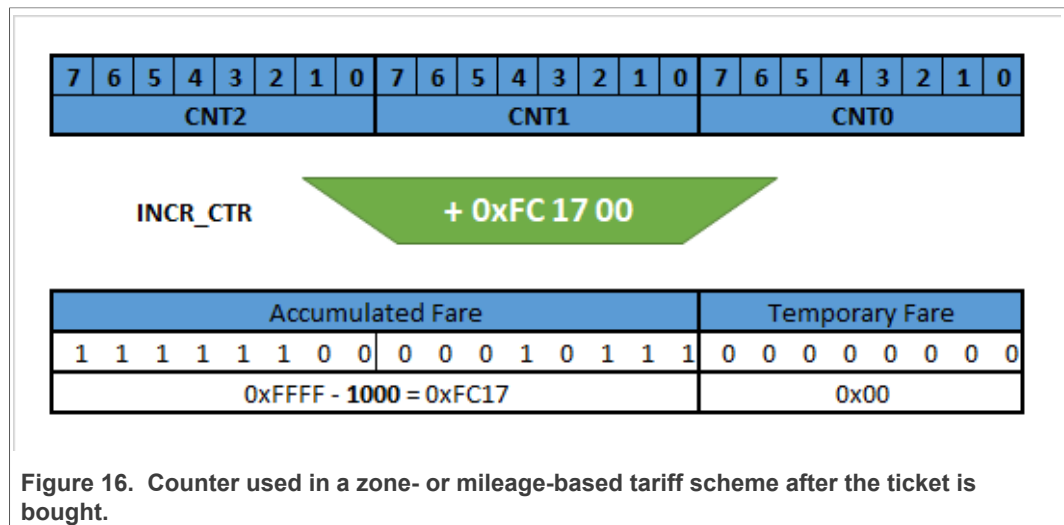 7 6 5 4 3 2 1 0 7 6 5 4 3 2 1 0 7 6 5 4 3 2 1 0
CNT2 CNT1 CNT0
INCR_CTR + 0xFC 17 00
Accumulated Fare Temporary Fare
1 1 1 1 1 1 0 0 0 0 0 1 0 1 1 1 0 0 0 0 0 0 0 0
0xFFFF - 1000 = 0xFC17 0x00
Figure 16. Counter used in a zone- or mileage-based tariff scheme after the ticket is
bought.